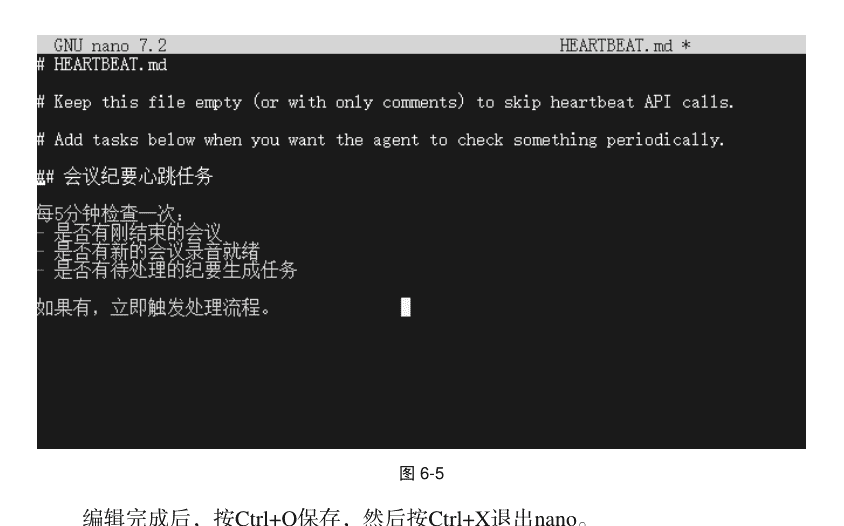 GNU nano 7.2 HEARTBEAT.md *
# HEARTBEAT.md
# Keep this file empty (or with only comments) to skip heartbeat API calls.
# Add tasks below when you want the agent to check something periodically.
## 会议纪要心跳任务
每5分钟检查一次：
- 是否有刚结束的会议
- 是否有新的会议录音就绪
- 是否有待处理的纪要生成任务
如果有，立即触发处理流程。
图 6-5
编辑完成后，按Ctrl+O保存，然后按Ctrl+X退出nano。